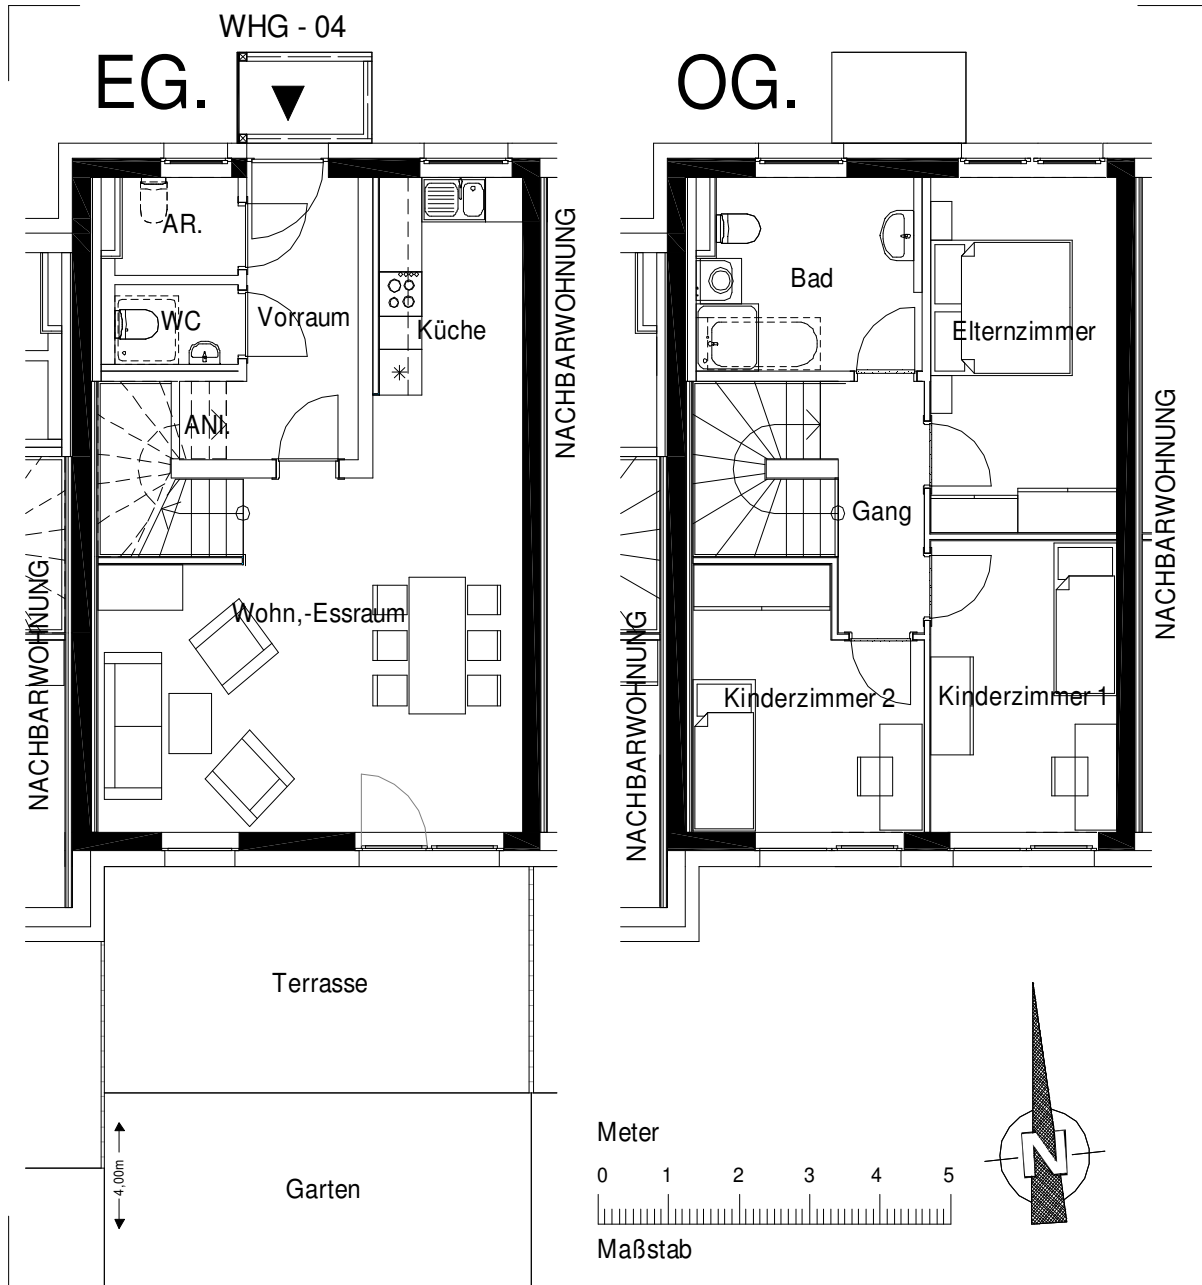 WHG - 04
EG.
OG.
AR.
WC
Vorraum
Küche
ANI.
Wohn,-Essraum
NACHBARWOHNUNG
NACHBARWOHNUNG
Terrasse
Garten
4,00m
Bad
Elternzimmer
Gang
Kinderzimmer 2
Kinderzimmer 1
NACHBARWOHNUNG
NACHBARWOHNUNG
Meter
0 1 2 3 4 5
Maßstab
N